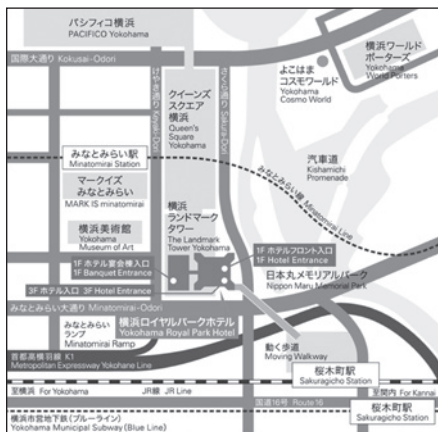 パシフィコ横浜
PACIFICO Yokohama
国際大通り Kokusai-Odori
横浜ワールド
ポーターズ
Yokohama
World Porters
よこはま
コスモワールド
Yokohama
Cosmo World
けやき通り Keyaki-Dori
さくら通り Sakura-Dori
クイーンズ
スクエア
横浜
Queen's
Square
Yokohama
みなとみらい駅
Minatomirai Station
みなとみらい線 Minatomirai Line
汽車道
Kishamichi
Promenade
マークイズ
みなとみらい
MARK IS minatomirai
横浜美術館
Yokohama
Museum of Art
横浜
ランドマーク
タワー
The Landmark
Tower Yokohama
1F ホテルフロント入口
1F Hotel Entrance
1F ホテル宴会棟入口
1F Banquet Entrance
3F ホテル入口 3F Hotel Entrance
日本丸メモリアルパーク
Nippon Maru Memorial Park
みなとみらい大通り Minatomirai-Odori
みなとみらい
ランプ
Minatomirai Ramp
横浜ロイヤルパークホテル
Yokohama Royal Park Hotel
動く歩道
Moving Walkway
首都高横羽線 K1
Metropolitan Expressway Yokohane Line
桜木町駅
Sakuragicho Station
至横浜 For Yokohama
JR線 JR Line
至関内 For Kannai
国道16号 Route16
横浜市営地下鉄(ブルーライン)
Yokohama Municipal Subway (Blue Line)
桜木町駅
Sakuragicho Station